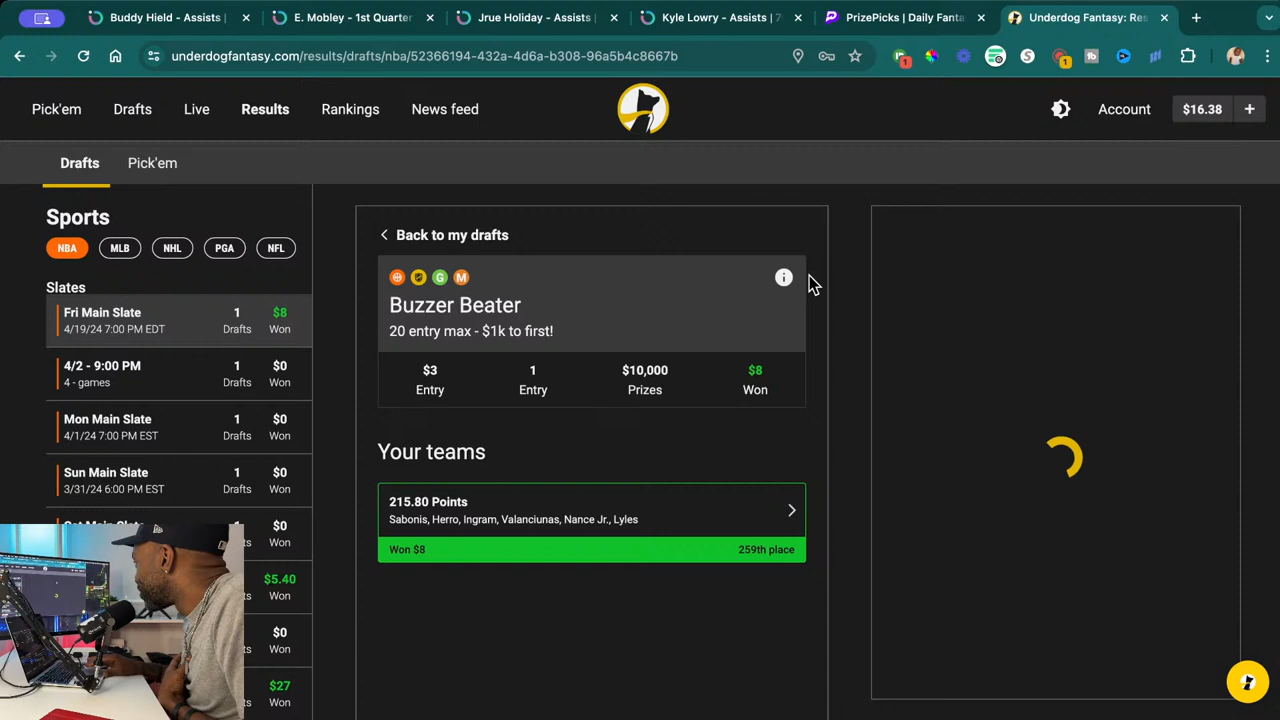 Buddy Hield - Assists
E. Mobley - 1st Quarter
Jrue Holiday - Assists
Kyle Lowry - Assists | 7
PrizePicks | Daily Fanta
Underdog Fantasy: Res
underdogfantasy.com/results/drafts/nba/52366194-432a-4d6a-b308-96a5b4c8667b
Pick'em
Drafts
Live
Results
Rankings
News feed
Account
$16.38
+
Drafts
Pick'em
Sports
NBA
MLB
NHL
PGA
NFL
Slates
Fri Main Slate 1 $8
4/19/24 7:00 PM EDT Drafts Won
4/2 - 9:00 PM 1 $0
4 - games Drafts Won
Mon Main Slate 1 $0
4/1/24 7:00 PM EST Drafts Won
Sun Main Slate 1 $0
3/31/24 6:00 PM EST Drafts Won
$0
Won
$5.40
Won
$0
Won
$27
Won
Back to my drafts
G M
Buzzer Beater
20 entry max - $1k to first!
$3 1 $10,000 $8
Entry Entry Prizes Won
Your teams
215.80 Points
Sabonis, Herro, Ingram, Valanciunas, Nance Jr., Lyles
Won $8 259th place